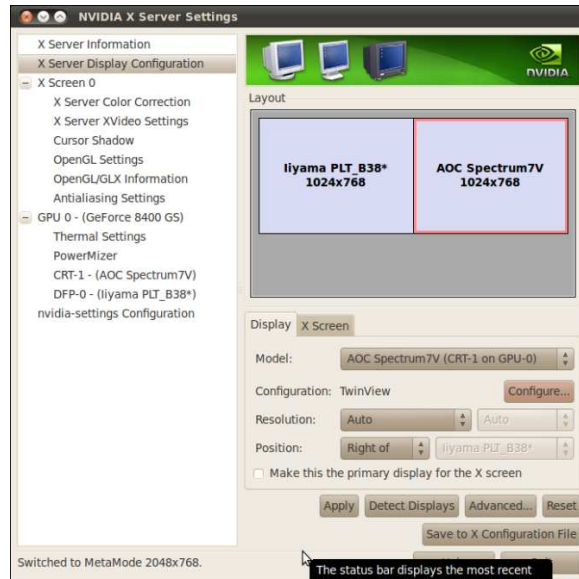 NVIDIA X Server Settings
X Server Information
X Server Display Configuration
X Screen 0
X Server Color Correction
X Server XVideo Settings
Cursor Shadow
OpenGL Settings
OpenGL/GLX Information
Antialiasing Settings
GPU 0 - (GeForce 8400 GS)
Thermal Settings
PowerMizer
CRT-1 - (AOC Spectrum7V)
DFP-0 - (Iiyama PLT_B38*)
nvidia-settings Configuration
NVIDIA
Layout
Iiyama PLT_B38*
1024x768
AOC Spectrum7V
1024x768
Display X Screen
Model: AOC Spectrum7V (CRT-1 on GPU-0)
Configuration: TwinView Configure...
Resolution: Auto Auto
Position: Right of Iiyama PLT_B38*
Make this the primary display for the X screen
Apply Detect Displays Advanced... Reset
Save to X Configuration File
Switched to MetaMode 2048x768.
The status bar displays the most recent